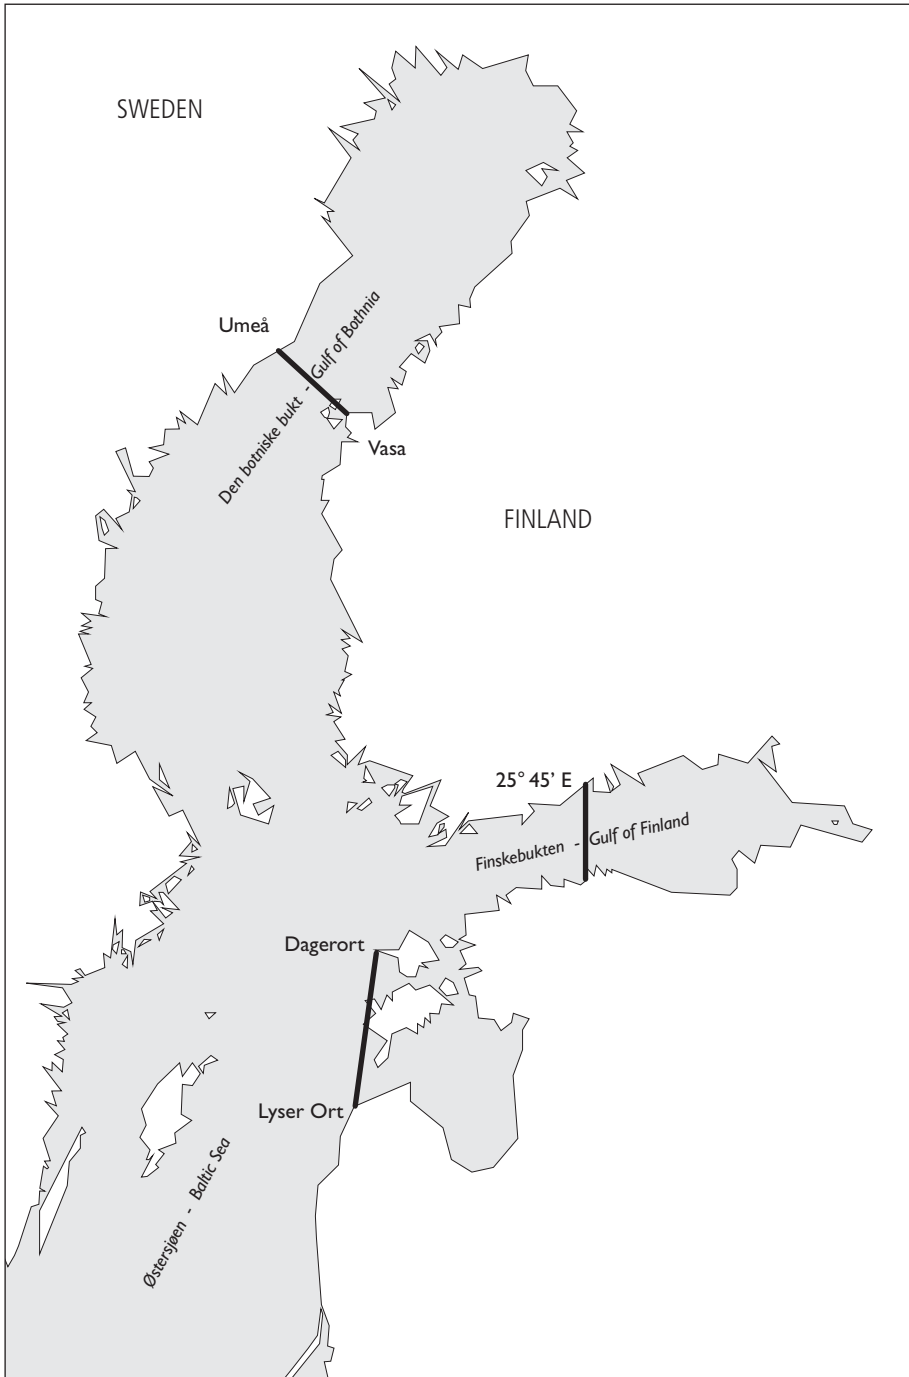 SWEDEN
Umeå
Den botniske bukt - Gulf of Bothnia
Vasa
FINLAND
25° 45’ E
Finskebukten - Gulf of Finland
Dagerort
Lyser Ort
Østersjøen - Baltic Sea